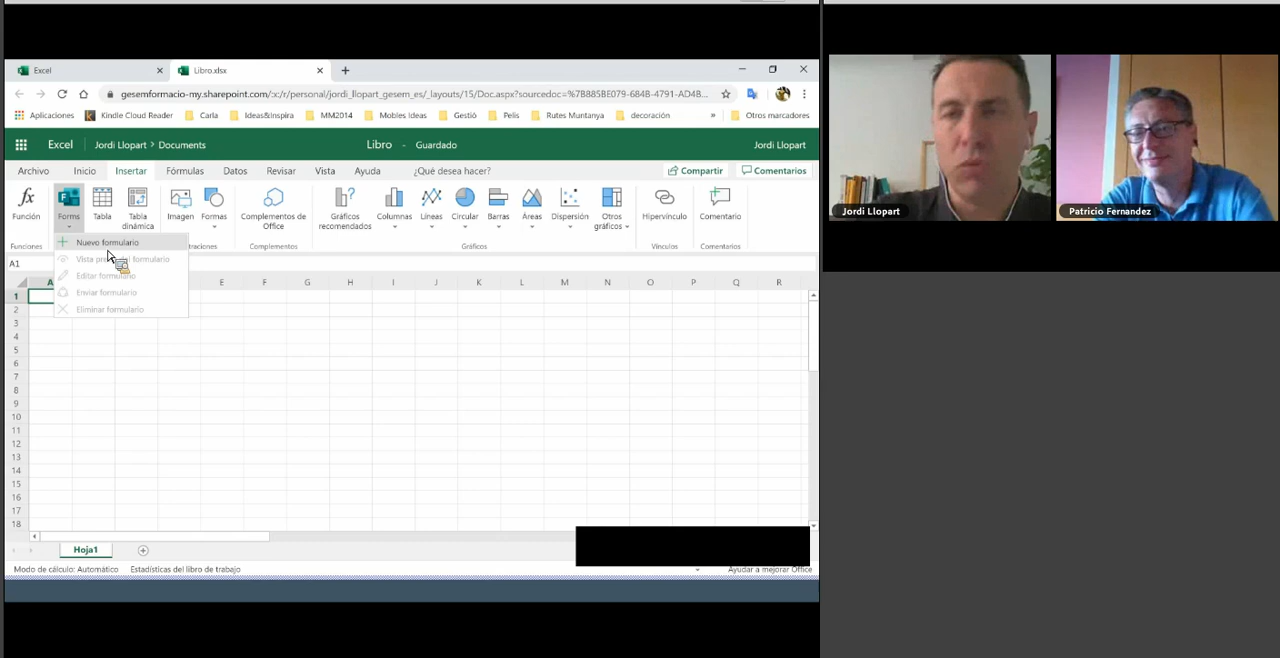 Excel
Libro.xlsx
gesemformacio-my.sharepoint.com/:x:/r/personal/jordi_llopart_gesem_es/_layouts/15/Doc.aspx?sourcedoc=%7B885BE079-684B-4791-AD4B...
Aplicaciones Kindle Cloud Reader Carla Ideas&Inspira MM2014 Mobles Ideas Gestió Pelis Rutes Muntanya decoración » Otros marcadores
Excel Jordi Llopart > Documents Libro - Guardado Jordi Llopart
Archivo Inicio Insertar Fórmulas Datos Revisar Vista Ayuda ¿Qué desea hacer? Compartir Comentarios
Función Forms Tabla Tabla dinámica Imagen Formas Complementos de Office Gráficos recomendados Columnas Líneas Circular Barras Áreas Dispersión Otros gráficos Hipervínculo Comentario
Funciones Complementos Gráficos Vínculos Comentarios
Nuevo formulario
formulario
Editar formulario
Enviar formulario
Eliminar formulario
A1
A E F G H I J K L M N O P Q R
1
2
3
4
5
6
7
8
9
10
11
12
13
14
15
16
17
18
Hoja1
Modo de cálculo: Automático Estadísticas del libro de trabajo Ayudar a mejorar Office
Jordi Llopart
Patricio Fernandez